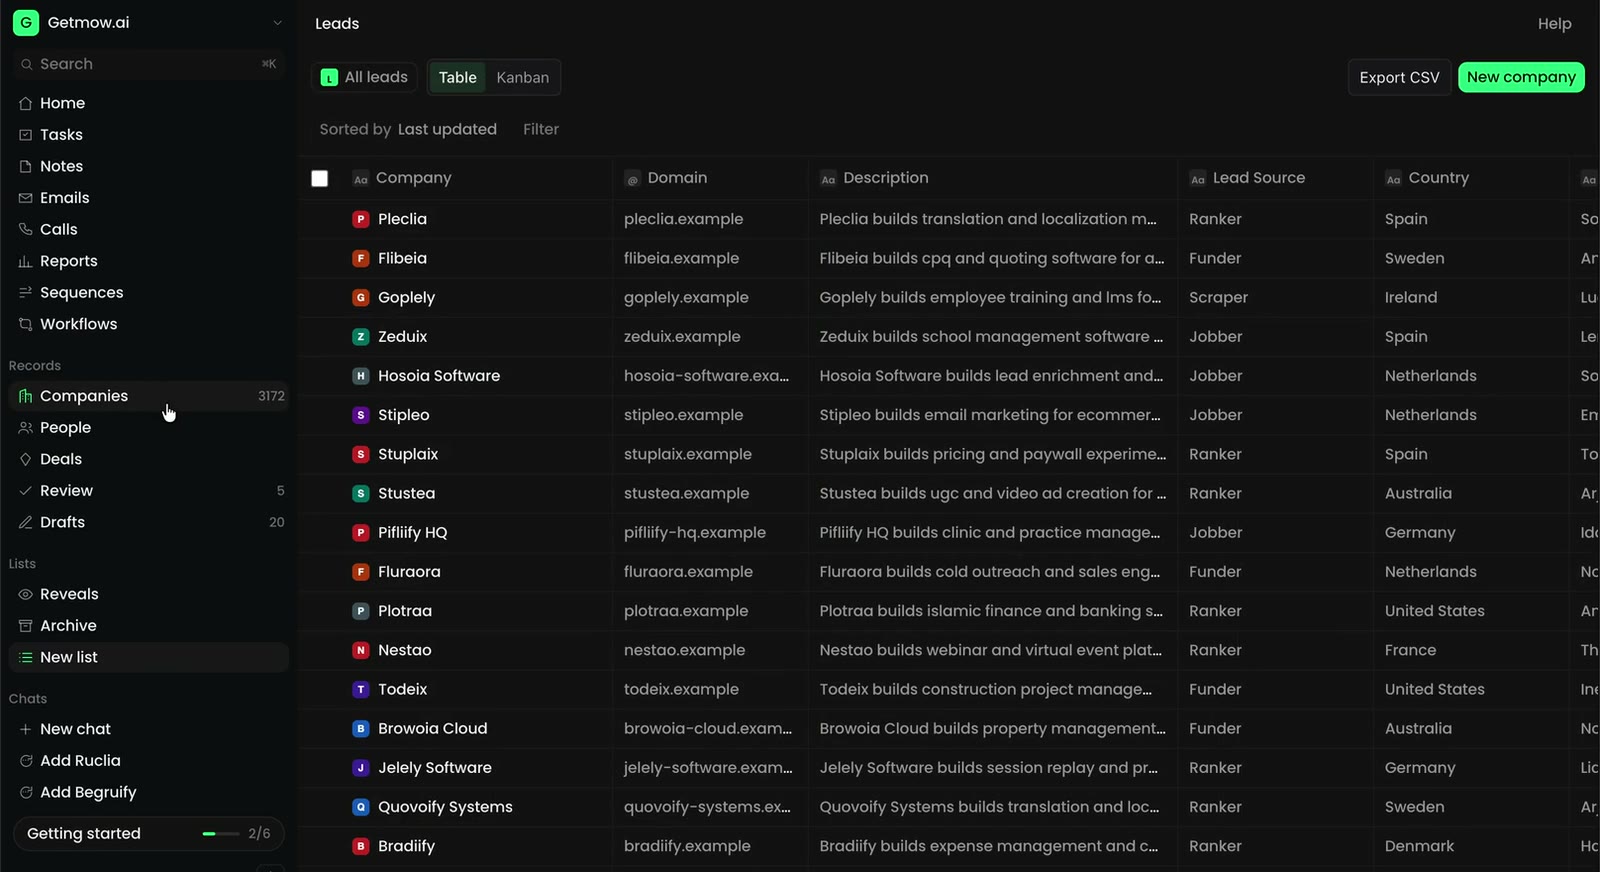 G Getmow.ai
Search ⌘K
Home
Tasks
Notes
Emails
Calls
Reports
Sequences
Workflows
Records
Companies 3172
People
Deals
Review 5
Drafts 20
Lists
Reveals
Archive
New list
Chats
New chat
Add Ruclia
Add Begruify
Getting started 2/6
Leads Help
L All leads Table Kanban Export CSV New company
Sorted by Last updated Filter
Aa Company @ Domain Aa Description Aa Lead Source Aa Country Aa
P Pleclia pleclia.example Pleclia builds translation and localization m... Ranker Spain So
F Flibeia flibeia.example Flibeia builds cpq and quoting software for a... Funder Sweden Ar
G Goplely goplely.example Goplely builds employee training and lms fo... Scraper Ireland Lu
Z Zeduix zeduix.example Zeduix builds school management software ... Jobber Spain Le
H Hosoia Software hosoia-software.exa... Hosoia Software builds lead enrichment and... Jobber Netherlands So
S Stipleo stipleo.example Stipleo builds email marketing for ecommer... Jobber Netherlands
S Stuplaix stuplaix.example Stuplaix builds pricing and paywall experime... Ranker Spain To
S Stustea stustea.example Stustea builds ugc and video ad creation for ... Ranker Australia
P Pifliify HQ pifliify-hq.example Pifliify HQ builds clinic and practice manage... Jobber Germany
F Fluraora fluraora.example Fluraora builds cold outreach and sales eng... Funder Netherlands
P Plotraa plotraa.example Plotraa builds islamic finance and banking s... Ranker United States
N Nestao nestao.example Nestao builds webinar and virtual event plat... Ranker France Th
T Todeix todeix.example Todeix builds construction project manage... Funder United States
B Browoia Cloud browoia-cloud.exam... Browoia Cloud builds property management... Funder Australia
J Jelely Software jelely-software.exam... Jelely Software builds session replay and pr... Ranker Germany
Q Quovoify Systems quovoify-systems.ex... Quovoify Systems builds translation and loc... Ranker Sweden
B Bradiify bradiify.example Bradiify builds expense management and c... Ranker Denmark